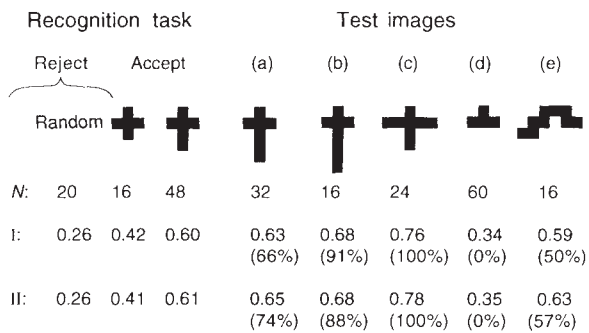 Recognition task Test images
Reject Accept (a) (b) (c) (d) (e)
Random
N: 20 16 48 32 16 24 60 16
I: 0.26 0.42 0.60 0.63 0.68 0.76 0.34 0.59
(66%) (91%) (100%) (0%) (50%)
II: 0.26 0.41 0.61 0.65 0.68 0.78 0.35 0.63
(74%) (88%) (100%) (0%) (57%)